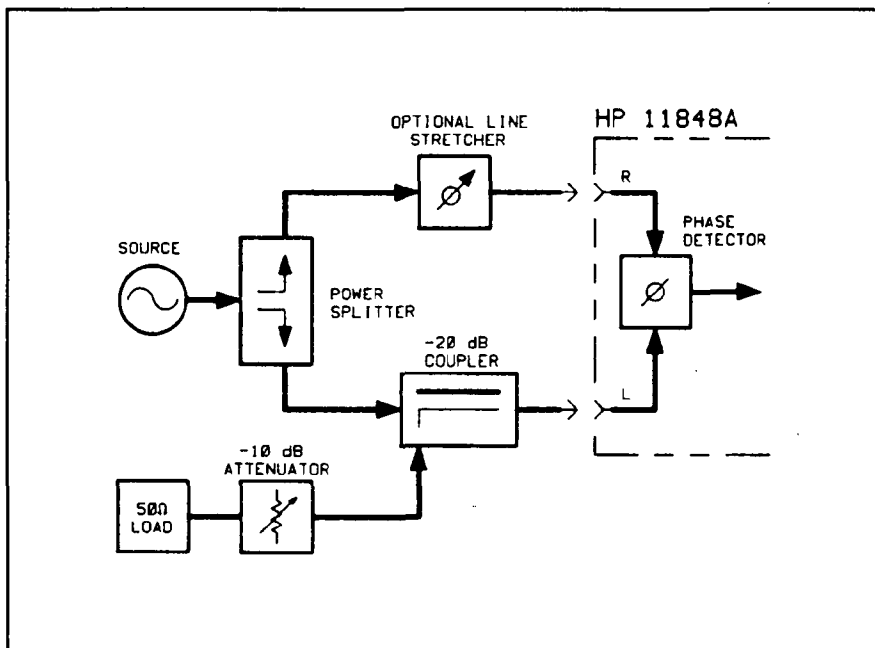 HP 11848A
OPTIONAL LINE
STRETCHER
R
PHASE
DETECTOR
SOURCE
POWER
SPLITTER
-20 dB
COUPLER
L
-10 dB
ATTENUATOR
50Ω
LOAD